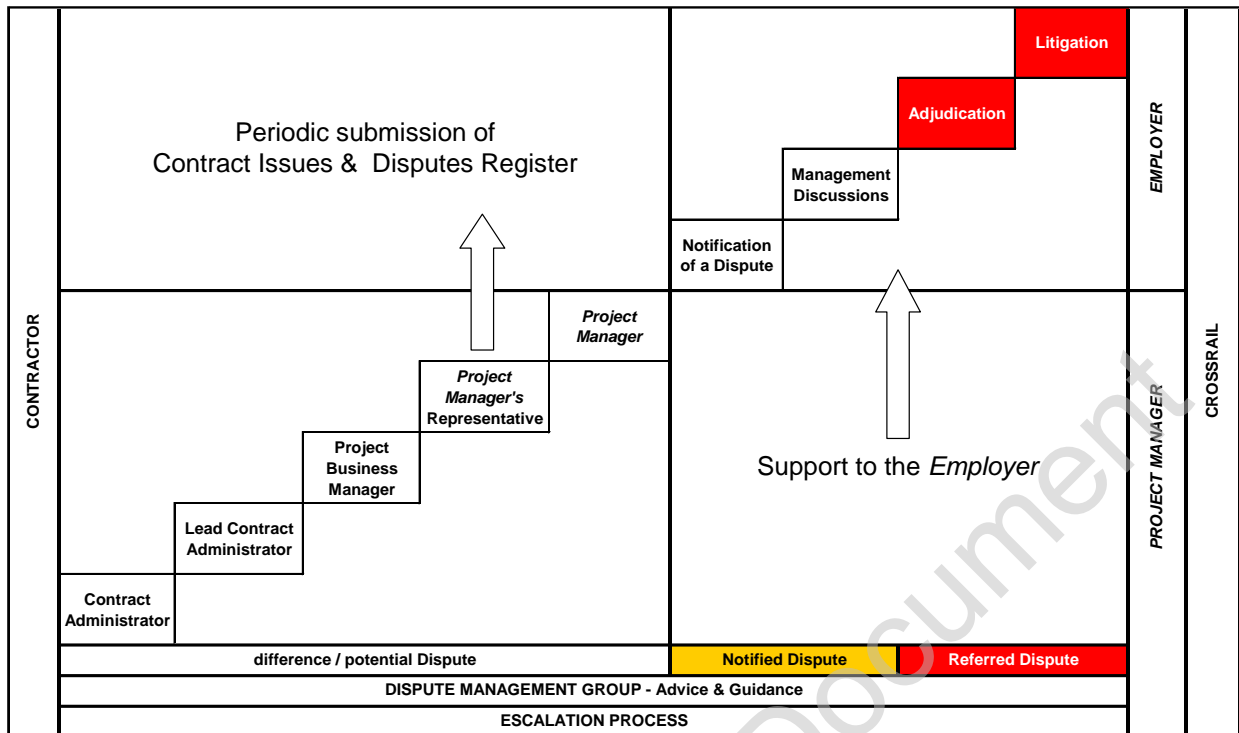 Litigation
Adjudication
Periodic submission of
Contract Issues & Disputes Register
Management
Discussions
Notification
of a Dispute
EMPLOYER
CONTRACTOR
Project
Manager
Project
Manager's
Representative
Project
Business
Manager
Support to the Employer
Lead Contract
Administrator
Contract
Administrator
PROJECT MANAGER
CROSSRAIL
difference / potential Dispute
Notified Dispute
Referred Dispute
DISPUTE MANAGEMENT GROUP - Advice & Guidance
ESCALATION PROCESS
Document